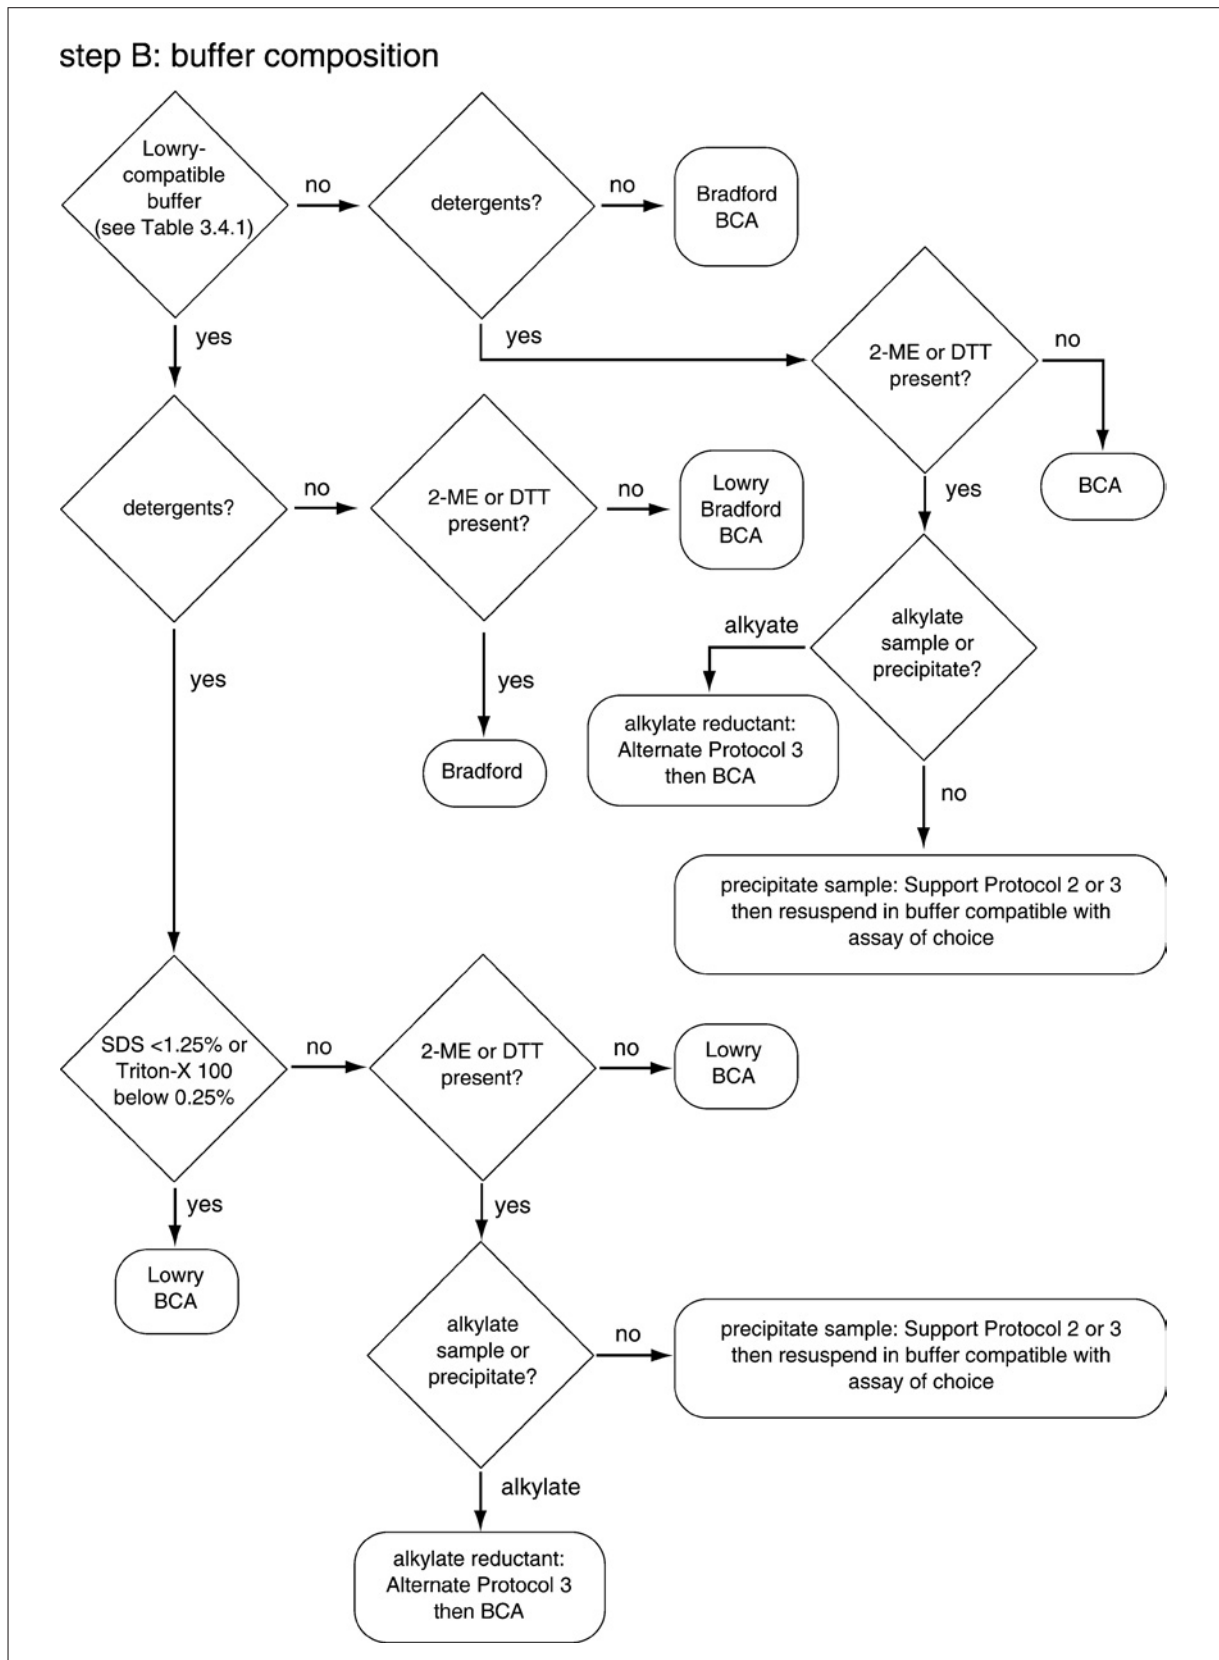 step B: buffer composition
Lowry-
compatible
buffer
(see Table 3.4.1)
no
detergents?
no
Bradford
BCA
yes
yes
2-ME or DTT
present?
no
BCA
detergents?
no
2-ME or DTT
present?
no
Lowry
Bradford
BCA
yes
alkyate
alkylate
sample or
precipitate?
yes
yes
alkylate reductant:
Alternate Protocol 3
then BCA
Bradford
no
precipitate sample: Support Protocol 2 or 3
then resuspend in buffer compatible with
assay of choice
SDS <1.25% or
Triton-X 100
below 0.25%
no
2-ME or DTT
present?
no
Lowry
BCA
yes
yes
Lowry
BCA
alkylate
sample or
precipitate?
no
precipitate sample: Support Protocol 2 or 3
then resuspend in buffer compatible with
assay of choice
alkylate
alkylate reductant:
Alternate Protocol 3
then BCA